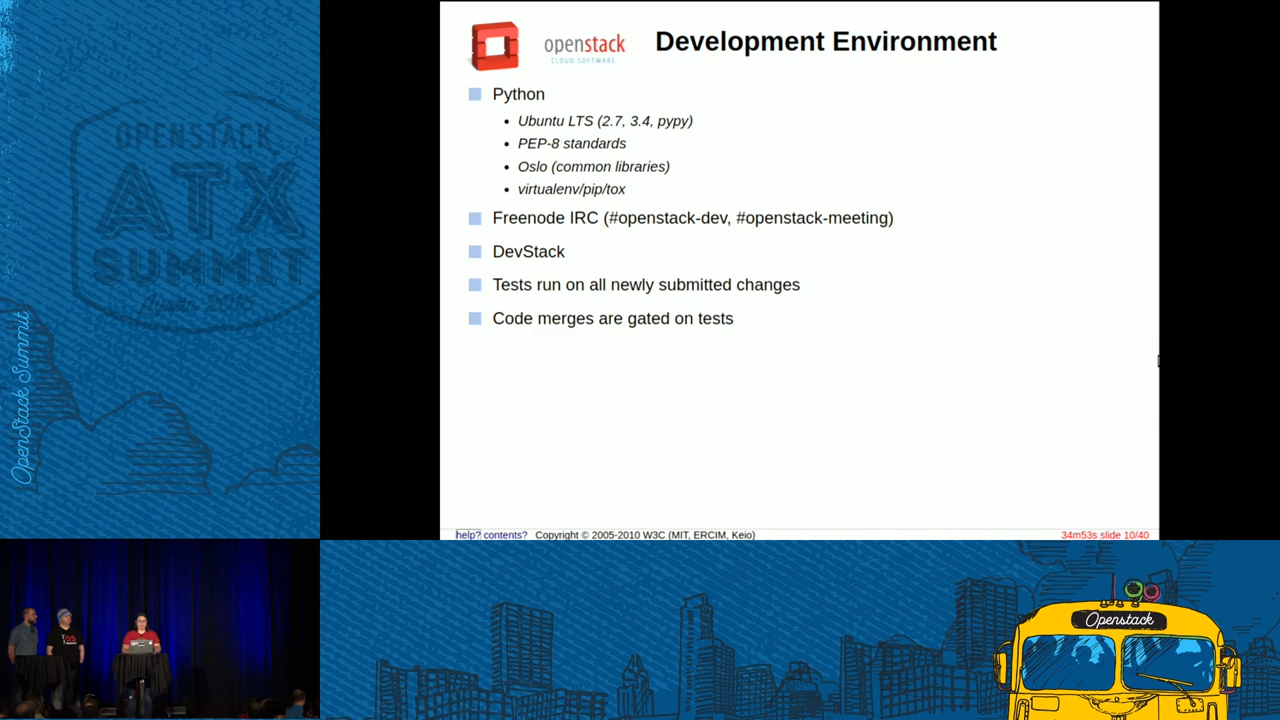 openstack
CLOUD SOFTWARE
Development Environment
Python
Ubuntu LTS (2.7, 3.4, pypy)
PEP-8 standards
Oslo (common libraries)
virtualenv/pip/tox
Freenode IRC (#openstack-dev, #openstack-meeting)
DevStack
Tests run on all newly submitted changes
Code merges are gated on tests
help? contents? Copyright © 2005-2010 W3C (MIT, ERCIM, Keio)
34m53s slide 10/40
OPENSTACK
ATX
SUMMIT
OpenStack Summit
Openstack